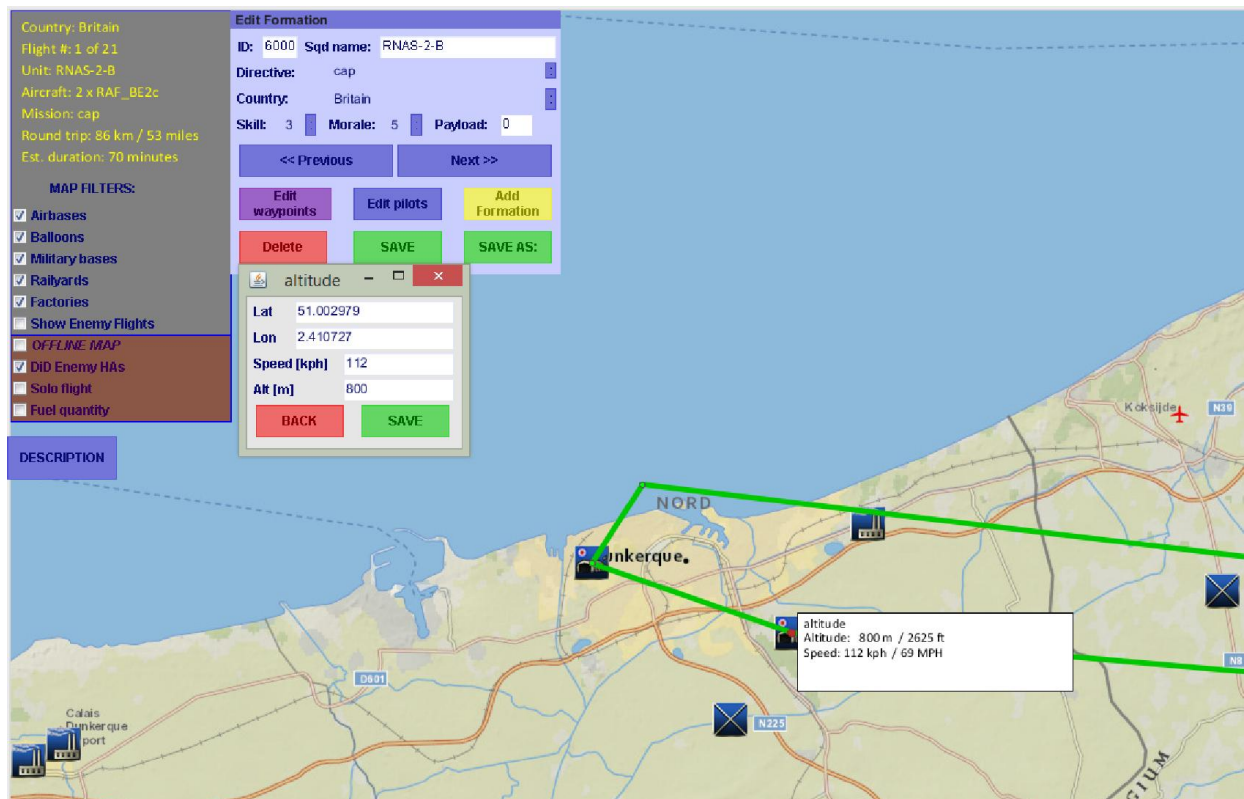 Country: Britain
Flight #: 1 of 21
Unit: RNAS-2-B
Aircraft: 2 x RAF_BE2c
Mission: cap
Round trip: 86 km / 53 miles
Est. duration: 70 minutes
MAP FILTERS:
Airbases
Balloons
Military bases
Railyards
Factories
Show Enemy Flights
OFFLINE MAP
DiD Enemy HAs
Solo flight
Fuel quantity
DESCRIPTION
Edit Formation
ID: 6000 Sqd name: RNAS-2-B
Directive: cap
Country: Britain
Skill: 3 Morale: 5 Payload: 0
<< Previous Next >>
Edit waypoints Edit pilots Add Formation
Delete SAVE SAVE AS:
altitude
Lat 51.002979
Lon 2.410727
Speed [kph] 112
Alt [m] 800
BACK SAVE
Koksijde
N39
NORD
unkerque
altitude
Altitude: 800 m / 2625 ft
Speed: 112 kph / 69 MPH
N8
D601
N225
Calais
Dunkerque
port
GIUM